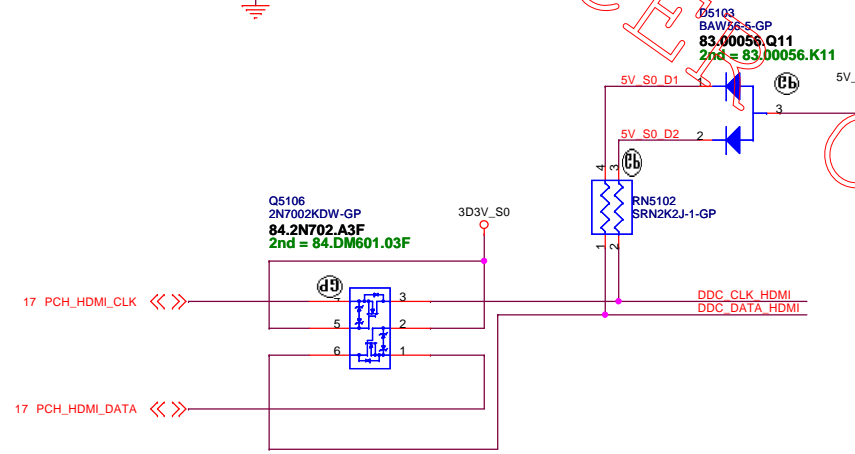 D5103
BAW56-5-GP
83.00056.Q11
2nd = 83.00056.K11
5V_S0_D1
1
5V_
3
5V_S0_D2
2
4
3
RN5102
SRN2K2J-1-GP
1
2
Q5106
2N7002KDW-GP
84.2N702.A3F
2nd = 84.DM601.03F
3D3V_S0
17 PCH_HDMI_CLK
4
3
DDC_CLK_HDMI
DDC_DATA_HDMI
5
2
6
1
17 PCH_HDMI_DATA